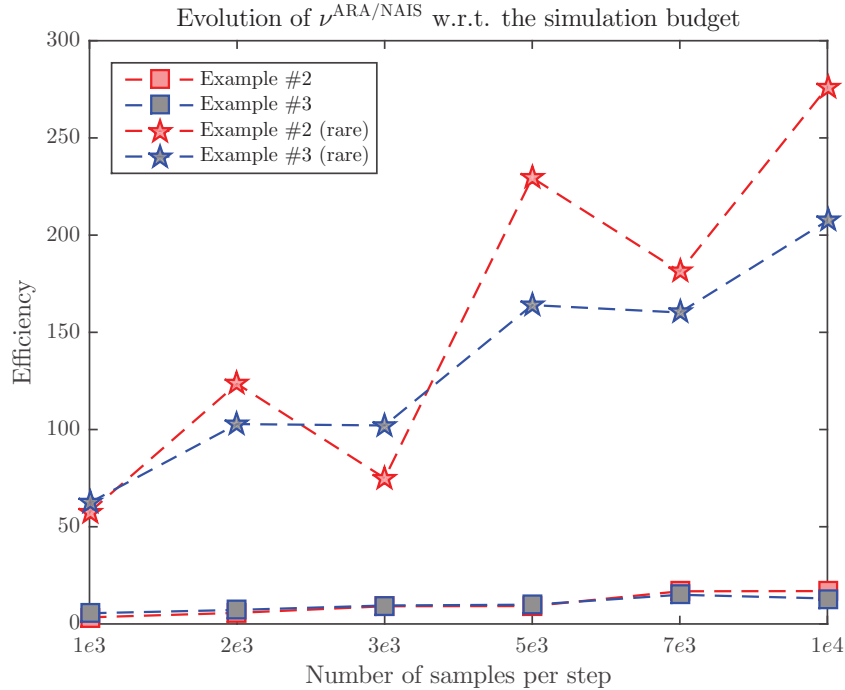 Evolution of ν^ARA/NAIS w.r.t. the simulation budget
300
250
200
150
100
50
0
Efficiency
Example #2
Example #3
Example #2 (rare)
Example #3 (rare)
1e3 2e3 3e3 5e3 7e3 1e4
Number of samples per step